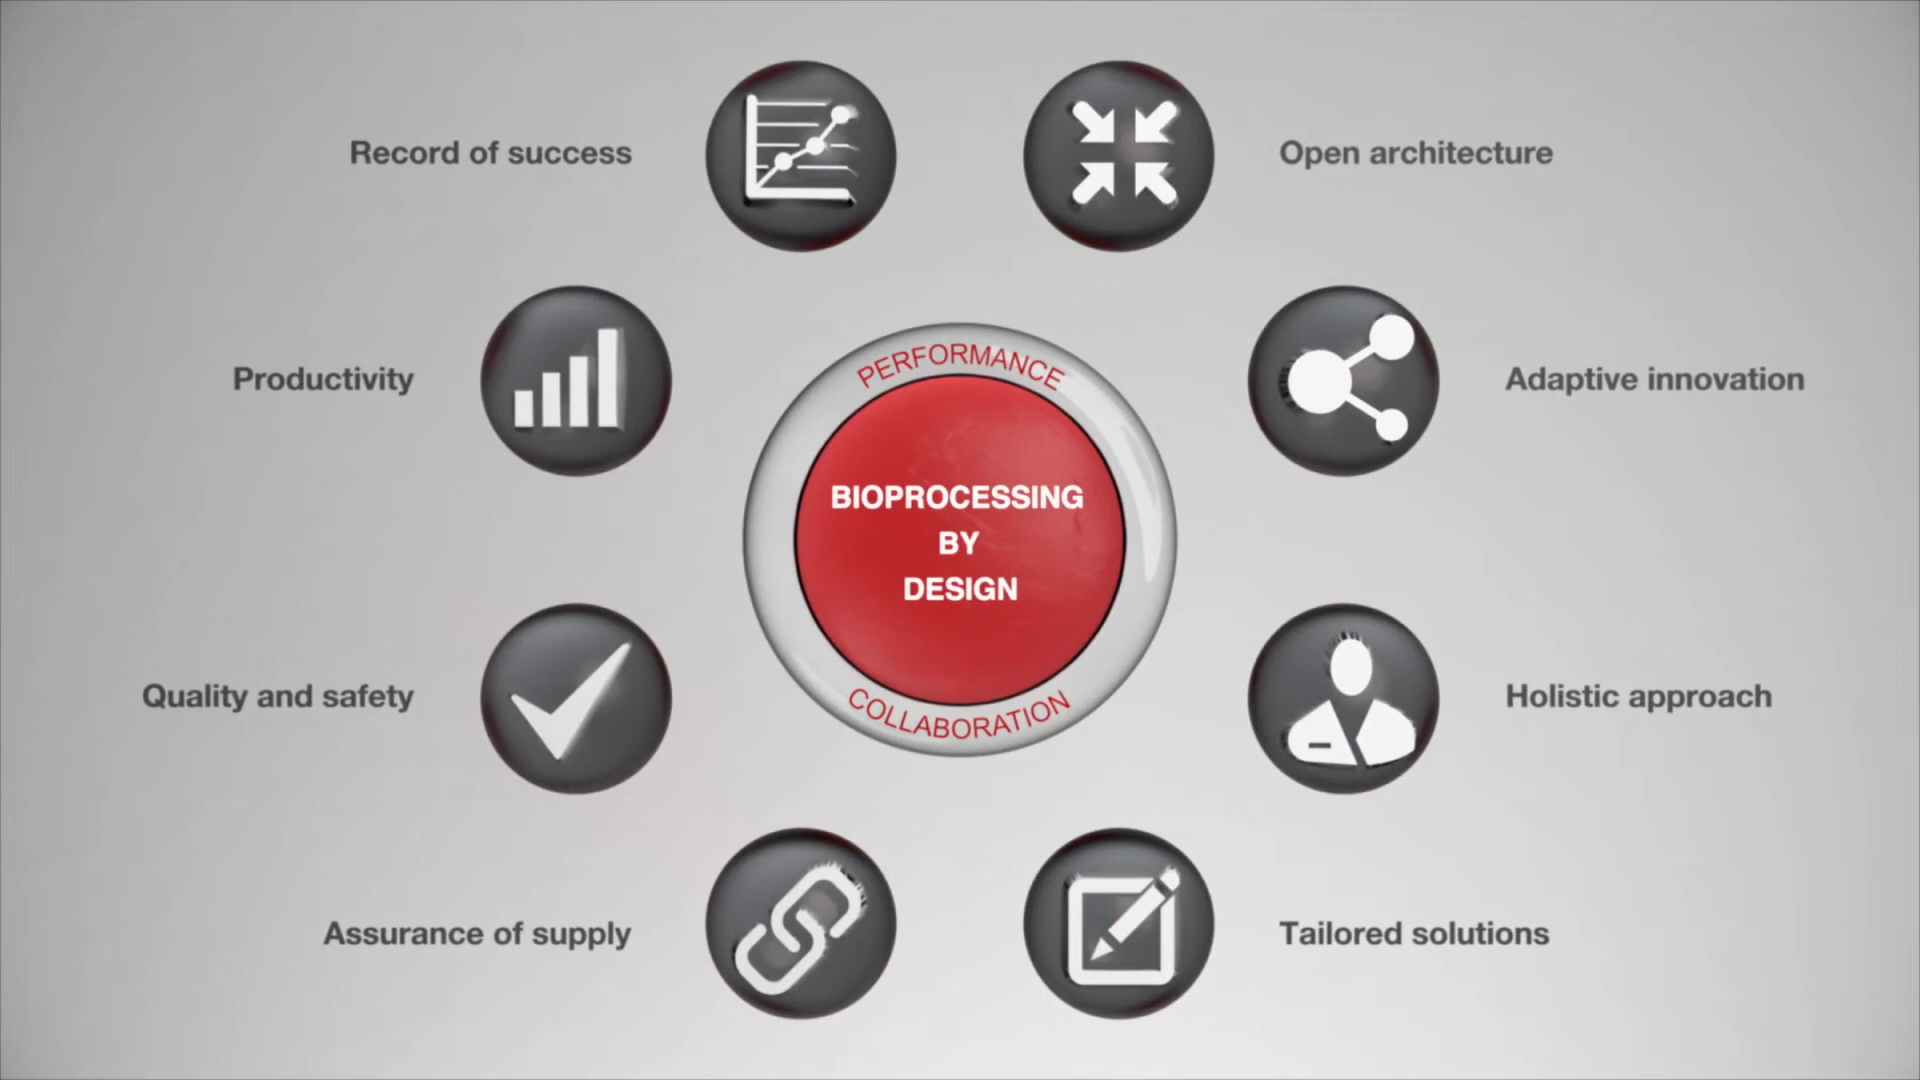 Record of success
Open architecture
Productivity
Adaptive innovation
PERFORMANCE
BIOPROCESSING
BY
DESIGN
COLLABORATION
Quality and safety
Holistic approach
Assurance of supply
Tailored solutions